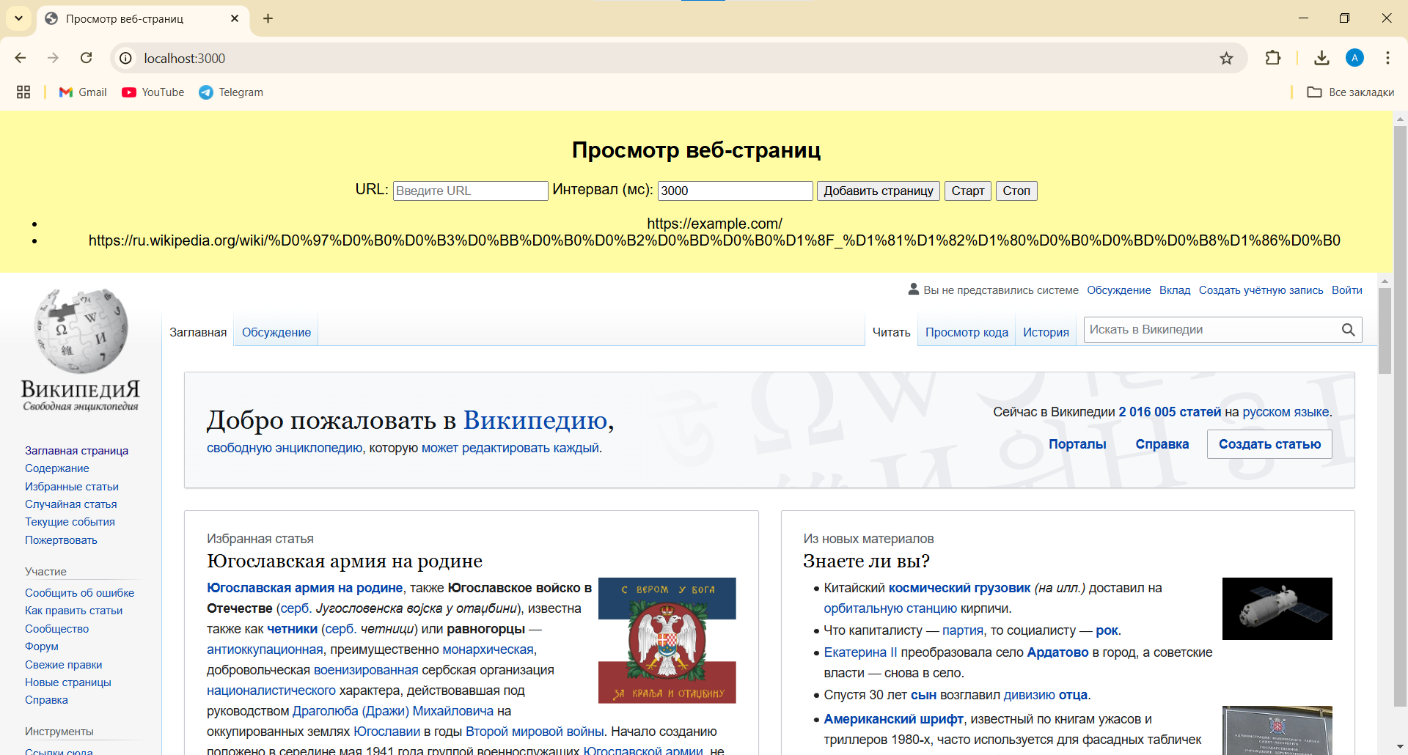 Просмотр веб-страниц
localhost:3000
Gmail YouTube Telegram Все закладки
Просмотр веб-страниц
URL: Введите URL Интервал (мс): 3000 Добавить страницу Старт Стоп
https://example.com/
https://ru.wikipedia.org/wiki/%D0%97%D0%B0%D0%B3%D0%BB%D0%B0%D0%B2%D0%BD%D0%B0%D1%8F_%D1%81%D1%82%D1%80%D0%B0%D0%BD%D0%B8%D1%86%D0%B0
Вы не представились системе Обсуждение Вклад Создать учётную запись Войти
Заглавная Обсуждение Читать Просмотр кода История Искать в Википедии
ВикипедиЯ
Свободная энциклопедия
Заглавная страница
Содержание
Избранные статьи
Случайная статья
Текущие события
Пожертвовать
Участие
Сообщить об ошибке
Как править статьи
Сообщество
Форум
Свежие правки
Новые страницы
Справка
Инструменты
Ссылки сюда
Добро пожаловать в Википедию,
свободную энциклопедию, которую может редактировать каждый.
Сейчас в Википедии 2 016 005 статей на русском языке.
Порталы Справка Создать статью
Избранная статья
Югославская армия на родине
Югославская армия на родине, также Югославское войско в
Отечестве (серб. Југословенска војска у отаџбини), известна
также как четники (серб. четници) или равногорцы —
антиоккупационная, преимущественно монархическая,
добровольческая военизированная сербская организация
националистического характера, действовавшая под
руководством Драголюба (Дражи) Михайловича на
оккупированных землях Югославии в годы Второй мировой войны. Начало созданию
положено в середине мая 1941 года группой военнослужащих Югославской армии, не
С ВЕРОМ У БОГА
ЗА КРАЉА И ОТАЏБИНУ
Из новых материалов
Знаете ли вы?
Китайский космический грузовик (на илл.) доставил на
орбитальную станцию кирпичи.
Что капиталисту — партия, то социалисту — рок.
Екатерина II преобразовала село Ардатово в город, а советские
власти — снова в село.
Спустя 30 лет сын возглавил дивизию отца.
Американский шрифт, известный по книгам ужасов и
триллеров 1980-х, часто используется для фасадных табличек